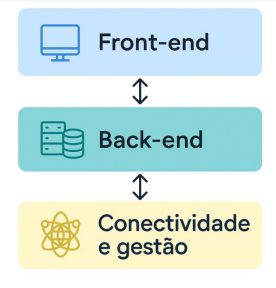 Front-end
Back-end
Conectividade
e gestão